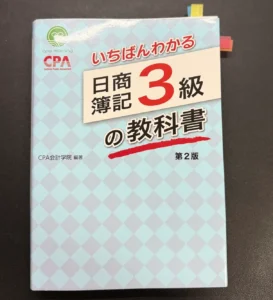 CPA
いちばんわかる
日商
簿記
3級
の教科書
CPA会計学院 編著
第2版